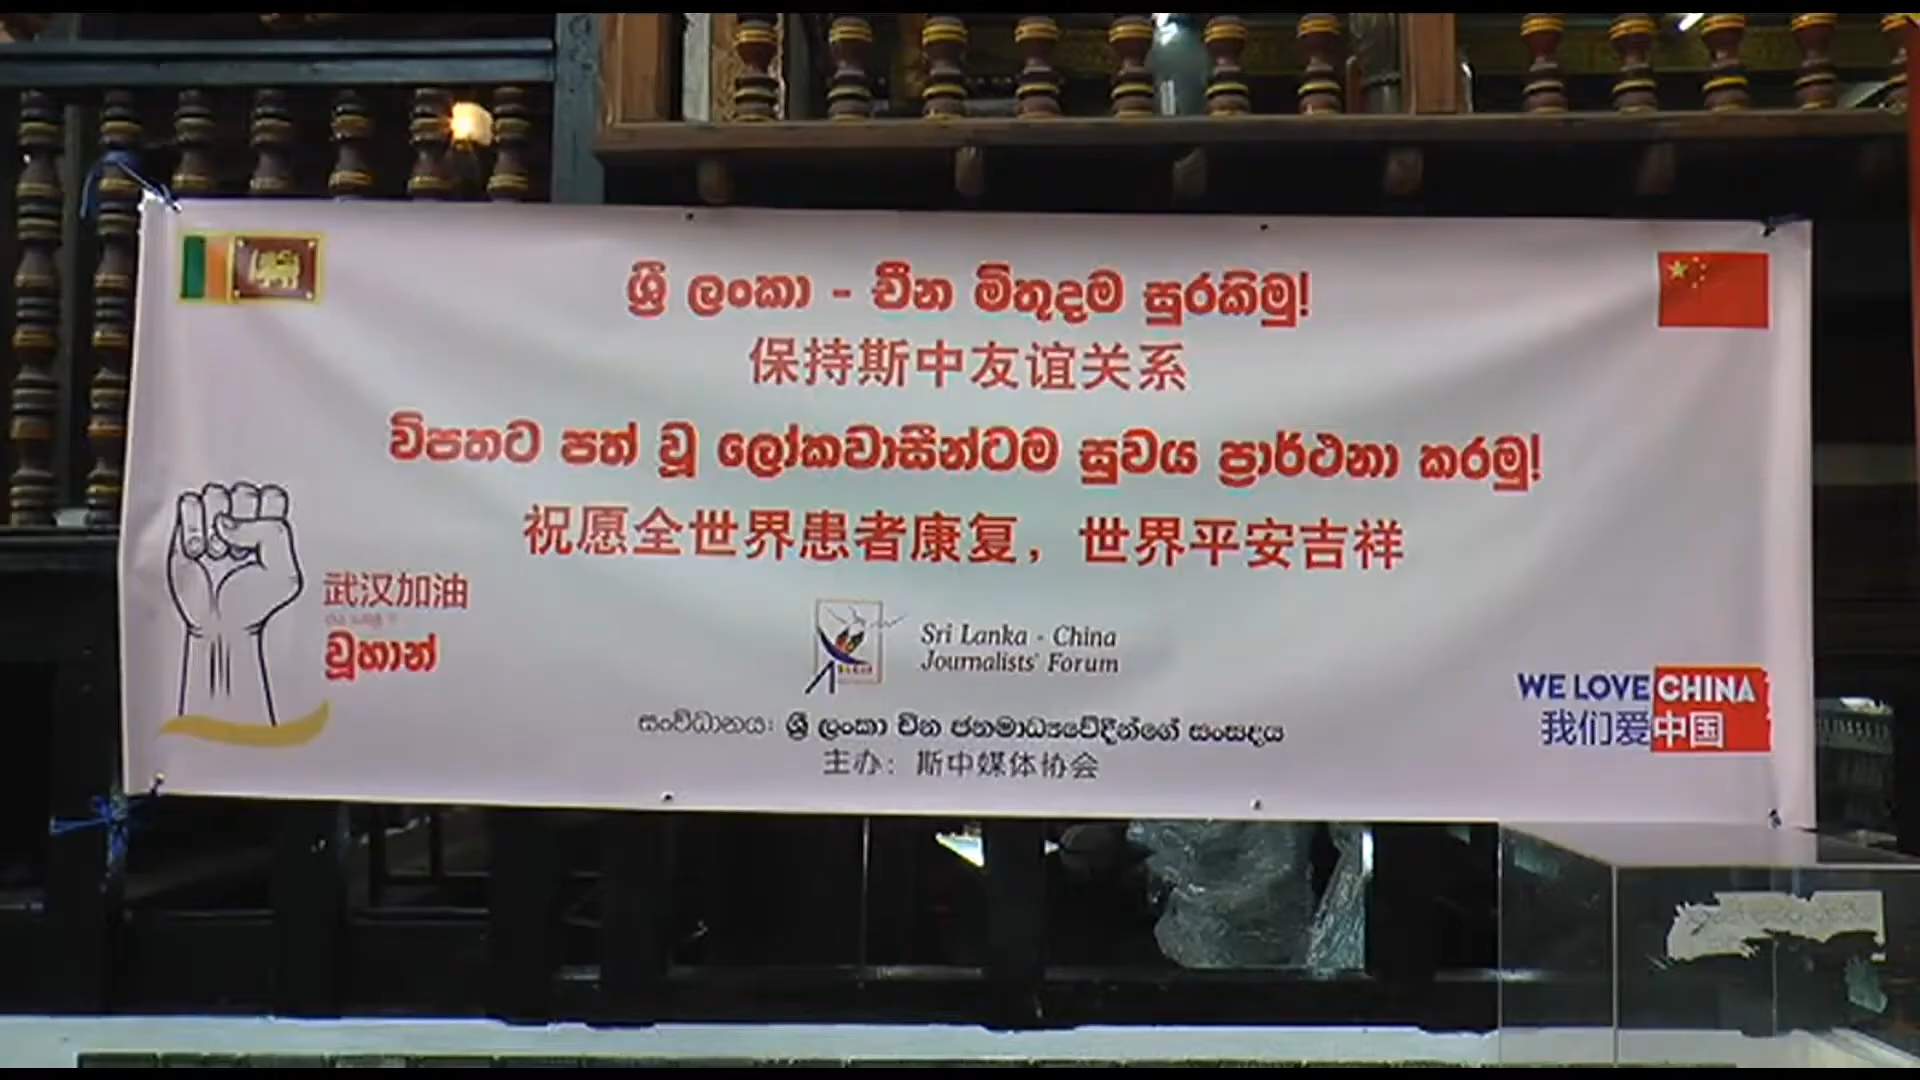 ශ්‍රී ලංකා - චීන මිතුදම සුරකිමු!
保持斯中友谊关系
විපතට පත් වූ ලෝකවාසීන්ටම සුවය ප්‍රාර්ථනා කරමු!
祝愿全世界患者康复，世界平安吉祥
武汉加油
වූහාන්
Sri Lanka - China
Journalists' Forum
WE LOVE CHINA
我们爱中国
සංවිධානය: ශ්‍රී ලංකා චීන ජනමාධ්‍යවේදීන්ගේ සංසදය
主办：斯中媒体协会